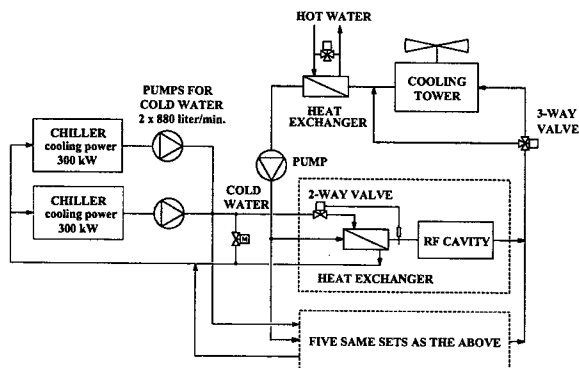 HOT WATER
PUMPS FOR
COLD WATER
2 x 880 liter/min.
COOLING
TOWER
HEAT
EXCHANGER
3-WAY
VALVE
CHILLER
cooling power
300 kW
PUMP
COLD
WATER
2-WAY VALVE
CHILLER
cooling power
300 kW
M
RF CAVITY
HEAT EXCHANGER
FIVE SAME SETS AS THE ABOVE